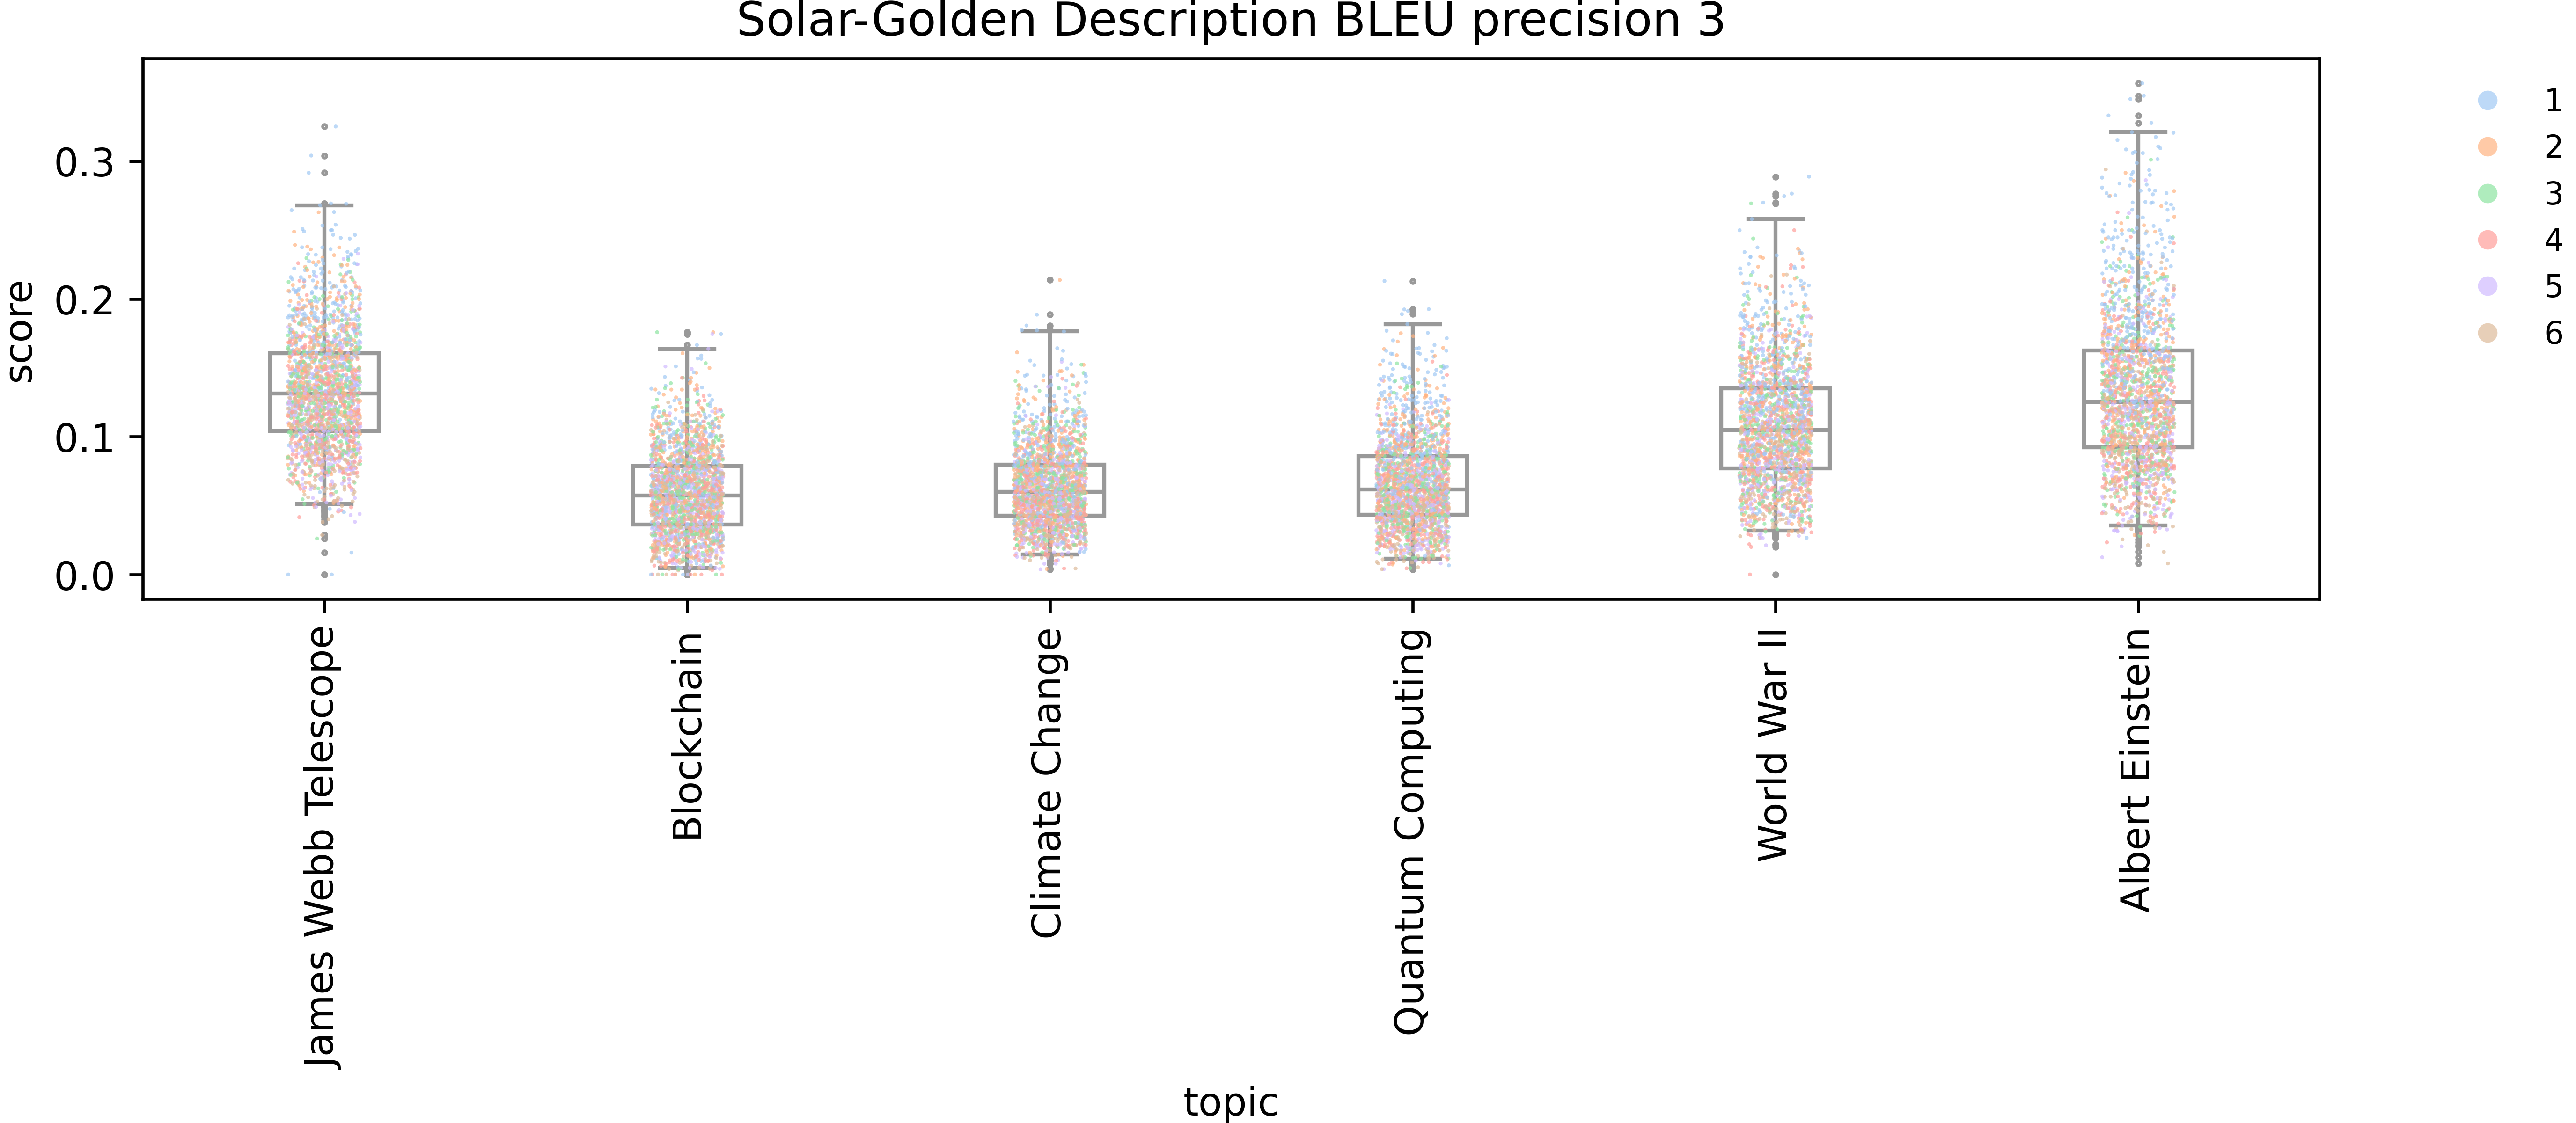 Solar-Golden Description BLEU precision 3
score
0.3
0.2
0.1
0.0
James Webb Telescope
Blockchain
Climate Change
Quantum Computing
World War II
Albert Einstein
topic
1
2
3
4
5
6